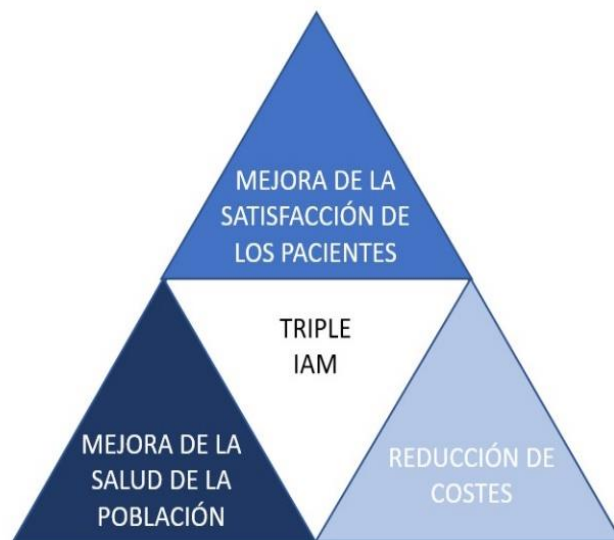 MEJORA DE LA
SATISFACCIÓN DE
LOS PACIENTES
TRIPLE
IAM
MEJORA DE LA
SALUD DE LA
POBLACIÓN
REDUCCIÓN DE
COSTES